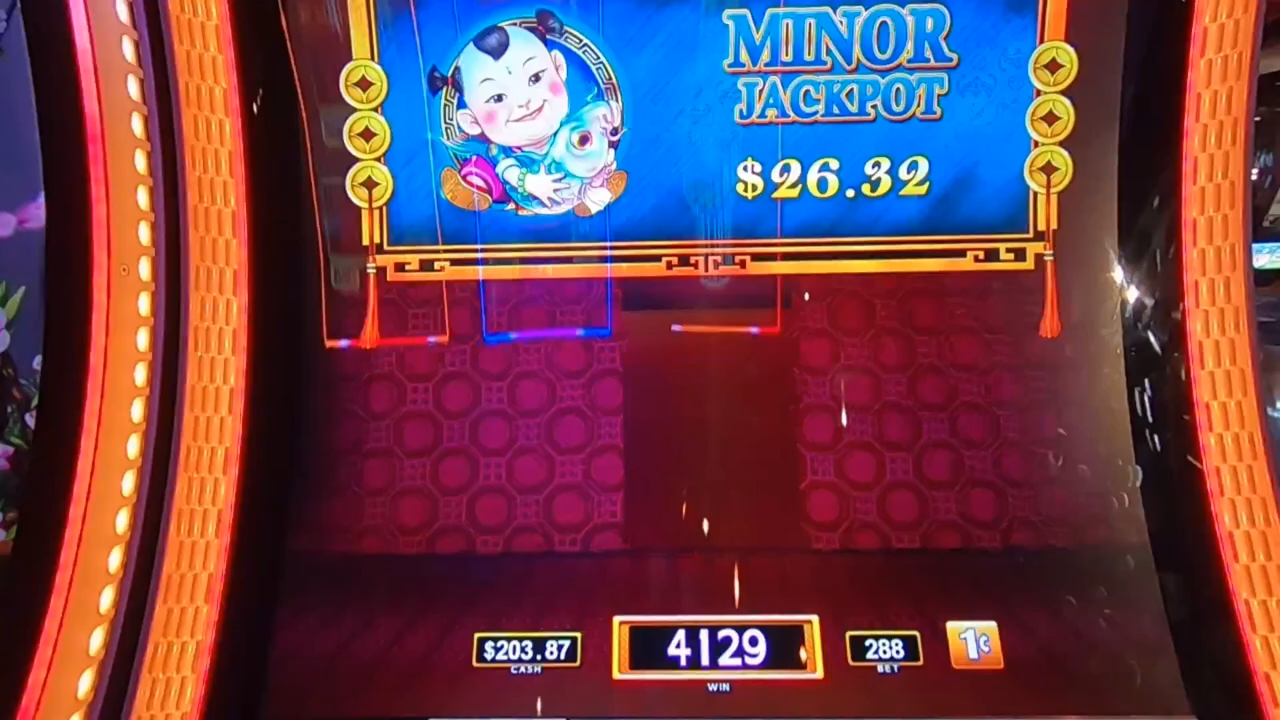 MINOR
JACKPOT
$26.32
$203.87
CASH
4129
WIN
288
BET
1¢